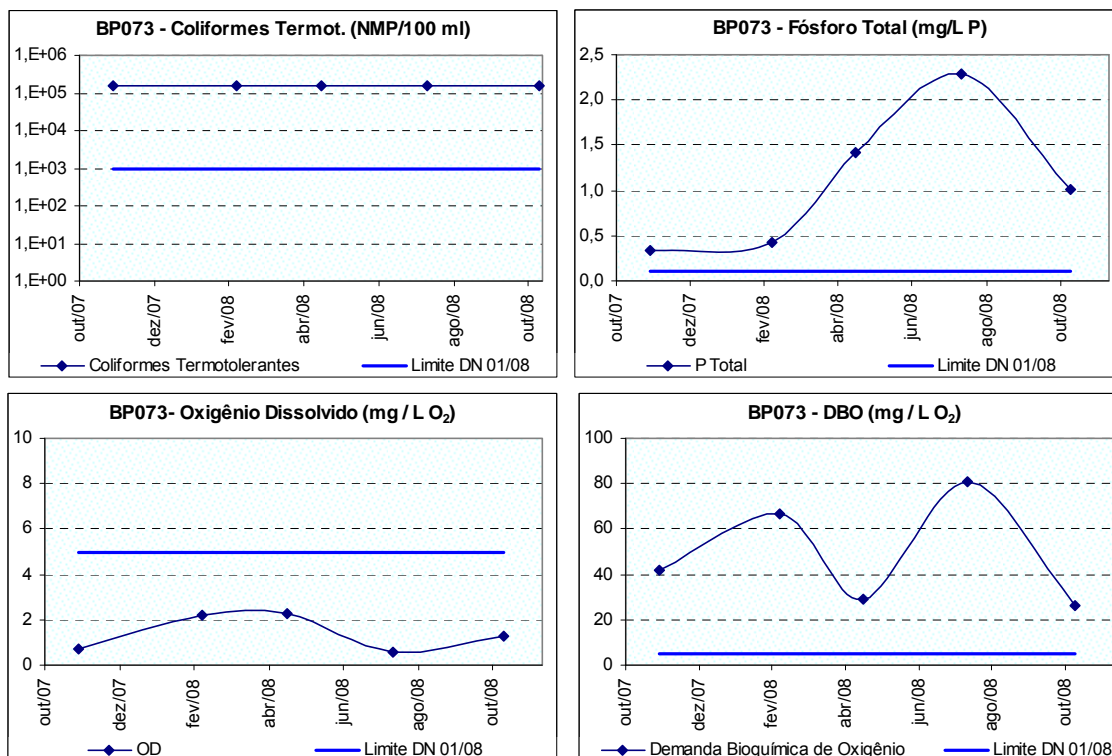 BP073 - Coliformes Termot. (NMP/100 ml)
1,E+06
1,E+05
1,E+04
1,E+03
1,E+02
1,E+01
1,E+00
out/07
dez/07
fev/08
abr/08
jun/08
ago/08
out/08
Coliformes Termotolerantes
Limite DN 01/08
BP073 - Fósforo Total (mg/L P)
2,5
2,0
1,5
1,0
0,5
0,0
out/07
dez/07
fev/08
abr/08
jun/08
ago/08
out/08
P Total
Limite DN 01/08
BP073- Oxigênio Dissolvido (mg / L O₂)
10
8
6
4
2
0
out/07
dez/07
fev/08
abr/08
jun/08
ago/08
out/08
OD
Limite DN 01/08
BP073 - DBO (mg / L O₂)
100
80
60
40
20
0
out/07
dez/07
fev/08
abr/08
jun/08
ago/08
out/08
Demanda Bioquímica de Oxigênio
Limite DN 01/08